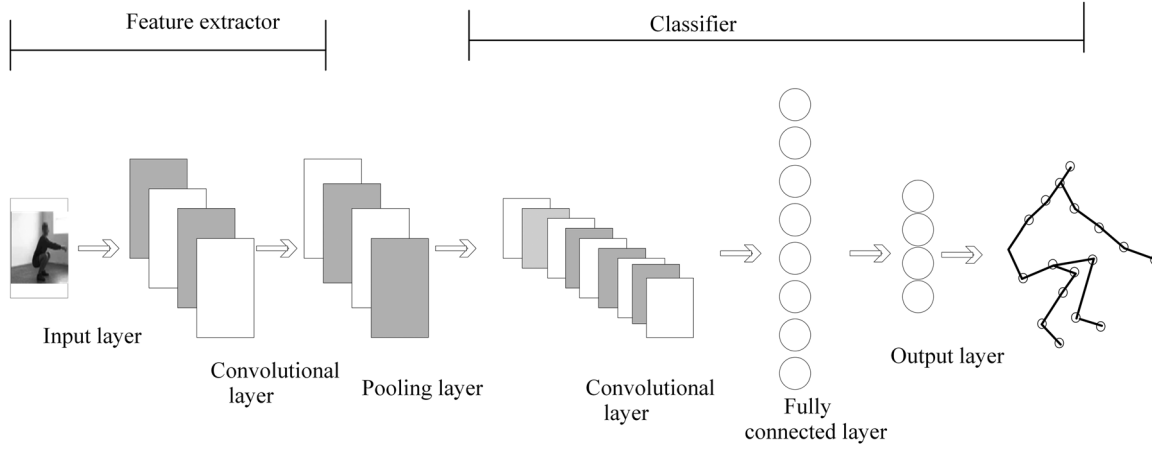 Feature extractor
Classifier
Input layer
Convolutional
layer
Pooling layer
Convolutional
layer
Fully
connected layer
Output layer